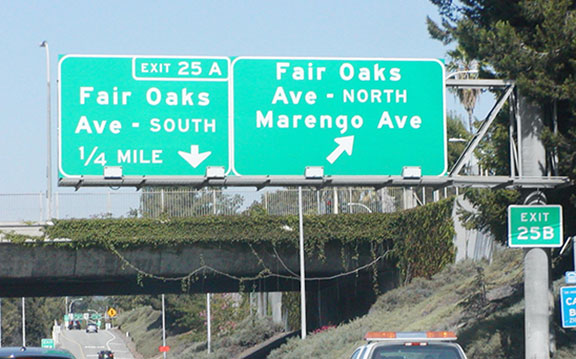 EXIT 25 A
Fair Oaks
Ave - SOUTH
1/4 MILE
Fair Oaks
Ave - NORTH
Marengo Ave
EXIT
25B